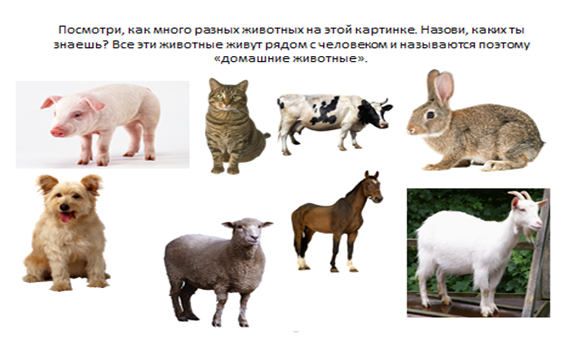 Посмотри, как много разных животных на этой картинке. Назови, каких ты
знаешь? Все эти животные живут рядом с человеком и называются поэтому
«домашние животные».